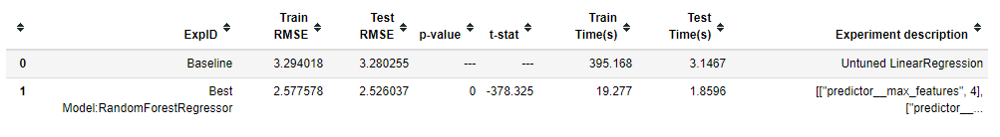 ExpID Train RMSE Test RMSE p-value t-stat Train Time(s) Test Time(s) Experiment description
0 Baseline 3.294018 3.280255 --- --- 395.168 3.1467 Untuned LinearRegression
1 Best Model:RandomForestRegressor 2.577578 2.526037 0 -378.325 19.277 1.8596 [["predictor__max_features", 4], ["predictor__...